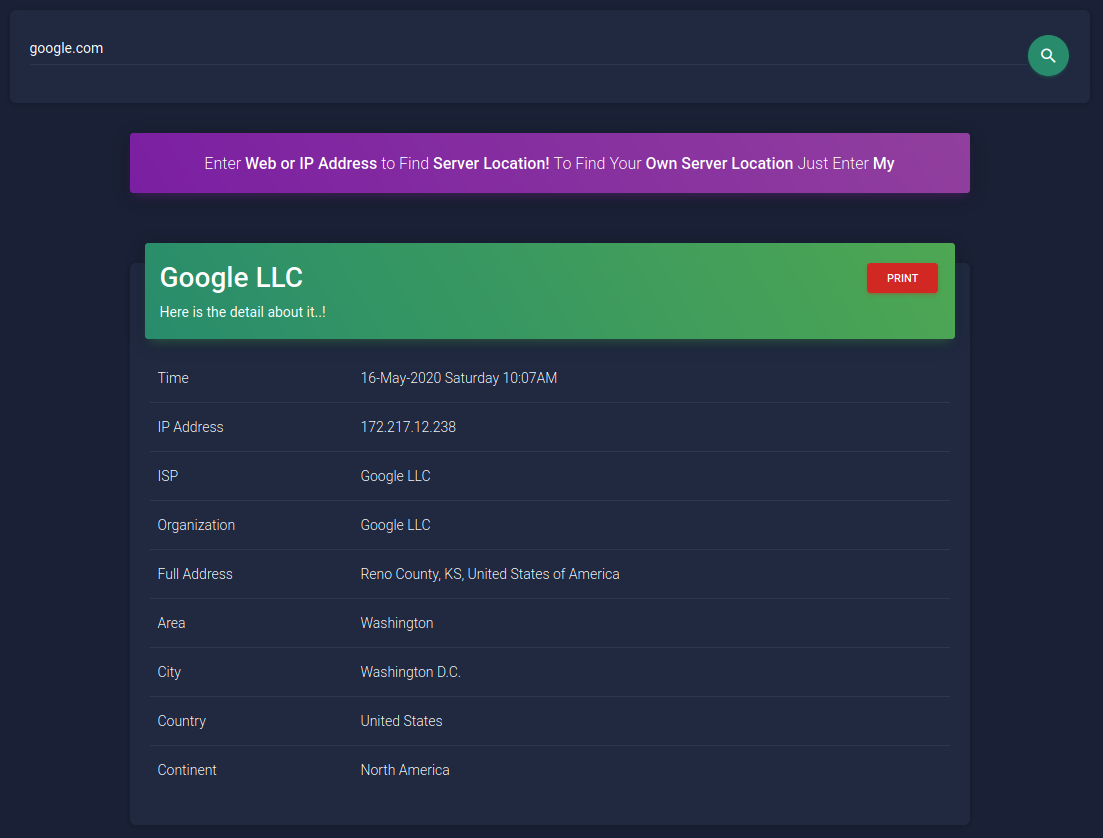 google.com
Enter Web or IP Address to Find Server Location! To Find Your Own Server Location Just Enter My
Google LLC
PRINT
Here is the detail about it..!
Time 16-May-2020 Saturday 10:07AM
IP Address 172.217.12.238
ISP Google LLC
Organization Google LLC
Full Address Reno County, KS, United States of America
Area Washington
City Washington D.C.
Country United States
Continent North America